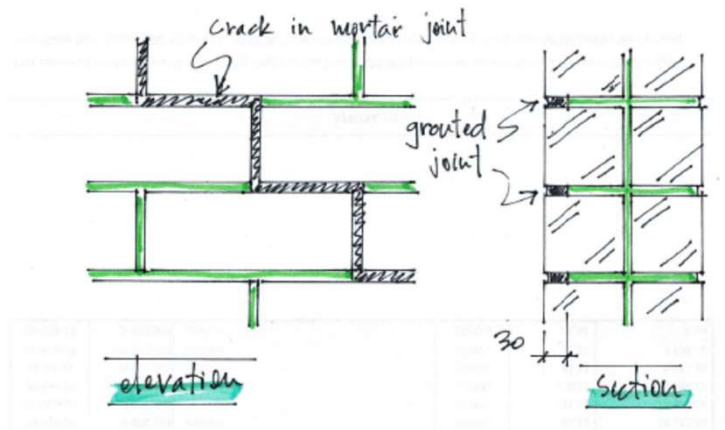 crack in mortar joint
grouted
joint
30
elevation
section